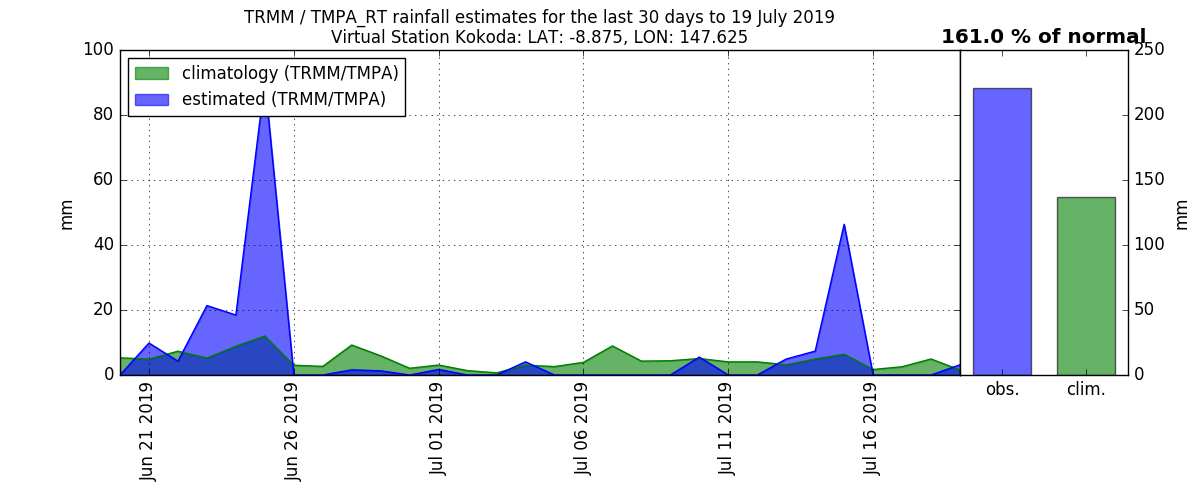 TRMM / TMPA_RT rainfall estimates for the last 30 days to 19 July 2019
Virtual Station Kokoda: LAT: -8.875, LON: 147.625
161.0 % of normal
climatology (TRMM/TMPA)
estimated (TRMM/TMPA)
100
80
60
40
20
0
mm
Jun 21 2019
Jun 26 2019
Jul 01 2019
Jul 06 2019
Jul 11 2019
Jul 16 2019
obs.
clim.
250
200
150
100
50
0
mm